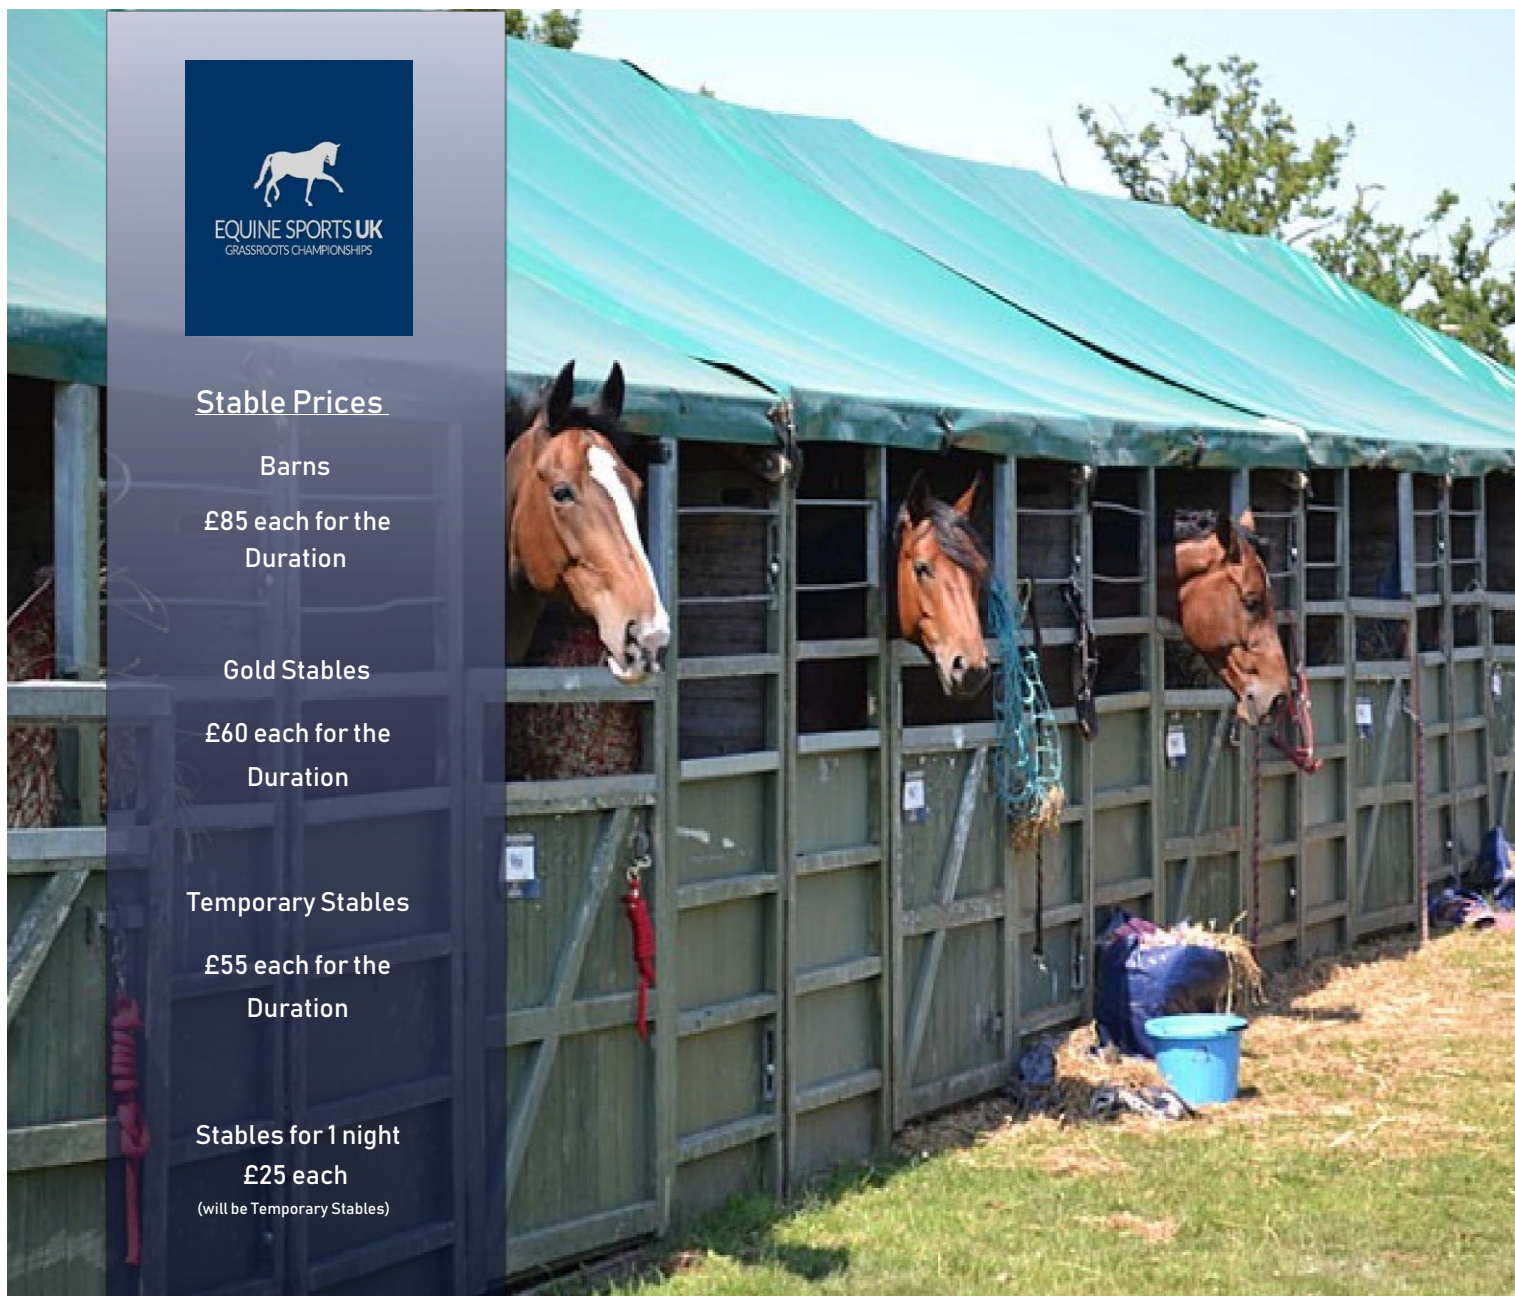 EQUINE SPORTS UK
GRASSROOTS CHAMPIONSHIPS
Stable Prices
Barns
£85 each for the
Duration
Gold Stables
£60 each for the
Duration
Temporary Stables
£55 each for the
Duration
Stables for 1 night
£25 each
(will be Temporary Stables)